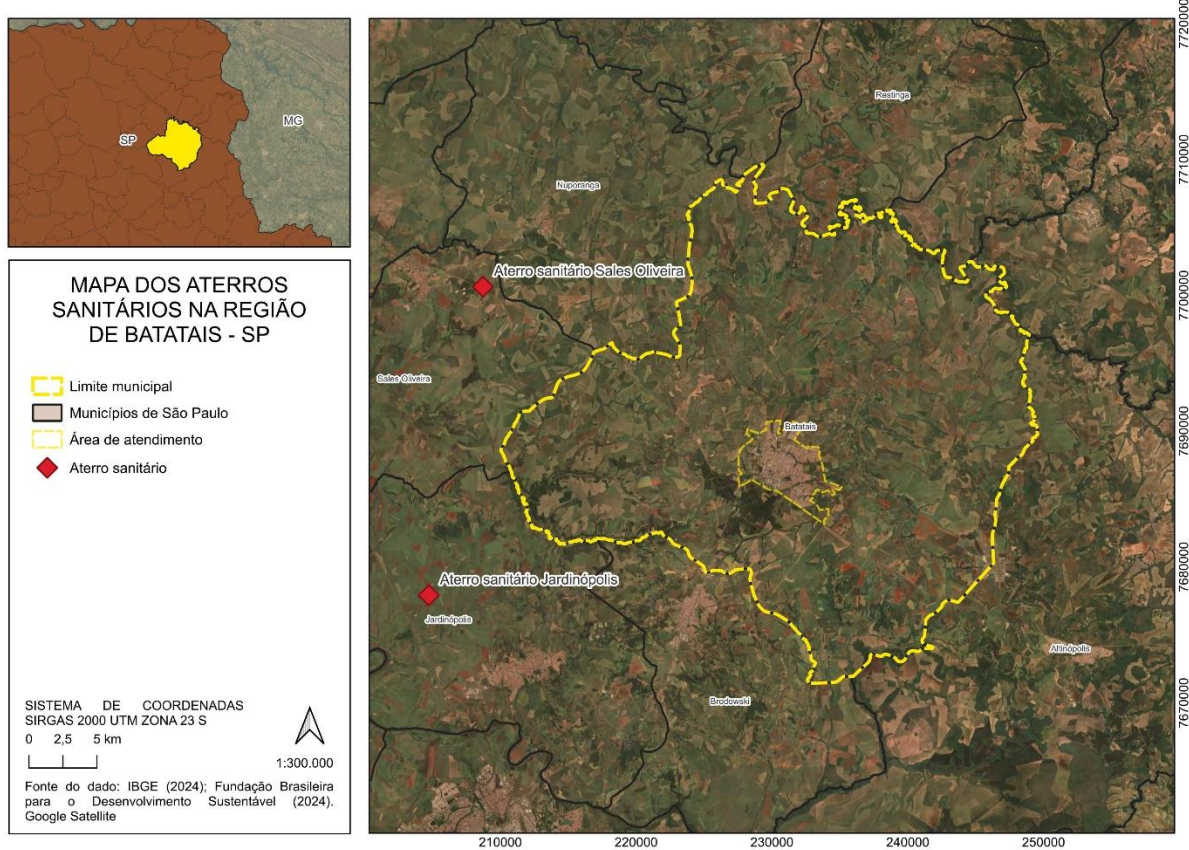 SP
MG
MAPA DOS ATERROS
SANITÁRIOS NA REGIÃO
DE BATATAIS - SP
Limite municipal
Municípios de São Paulo
Área de atendimento
Aterro sanitário
SISTEMA DE COORDENADAS
SIRGAS 2000 UTM ZONA 23 S
0 2,5 5 km
1:300.000
Fonte do dado: IBGE (2024); Fundação Brasileira
para o Desenvolvimento Sustentável (2024).
Google Satellite
Restinga
Nuporanga
Aterro sanitário Sales Oliveira
Sales Oliveira
Batatais
Aterro sanitário Jardinópolis
Jardinópolis
Altinópolis
Brodowski
7720000
7710000
7700000
7690000
7680000
7670000
210000
220000
230000
240000
250000